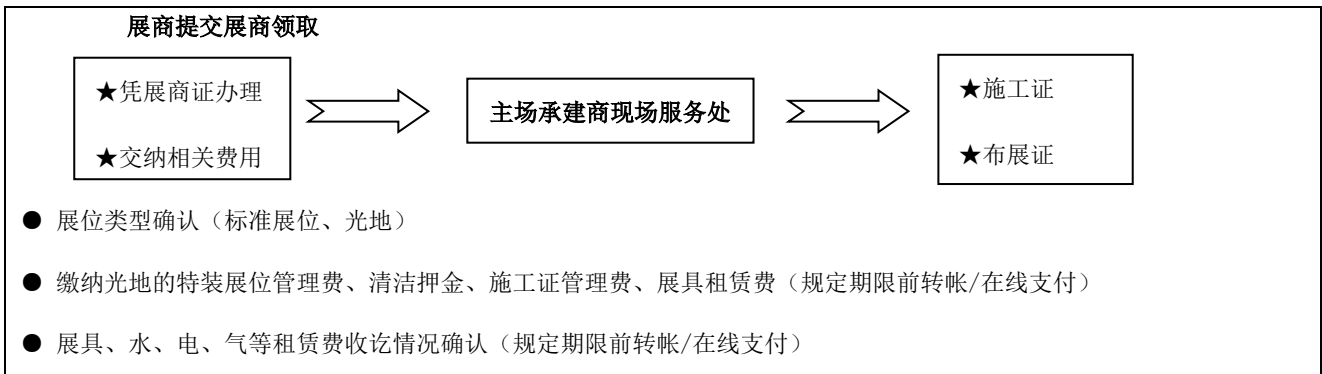 展商提交展商领取
★凭展商证办理
★交纳相关费用
主场承建商现场服务处
★施工证
★布展证
● 展位类型确认（标准展位、光地）
● 缴纳光地的特装展位管理费、清洁押金、施工证管理费、展具租赁费（规定期限前转帐/在线支付）
● 展具、水、电、气等租赁费收讫情况确认（规定期限前转帐/在线支付）